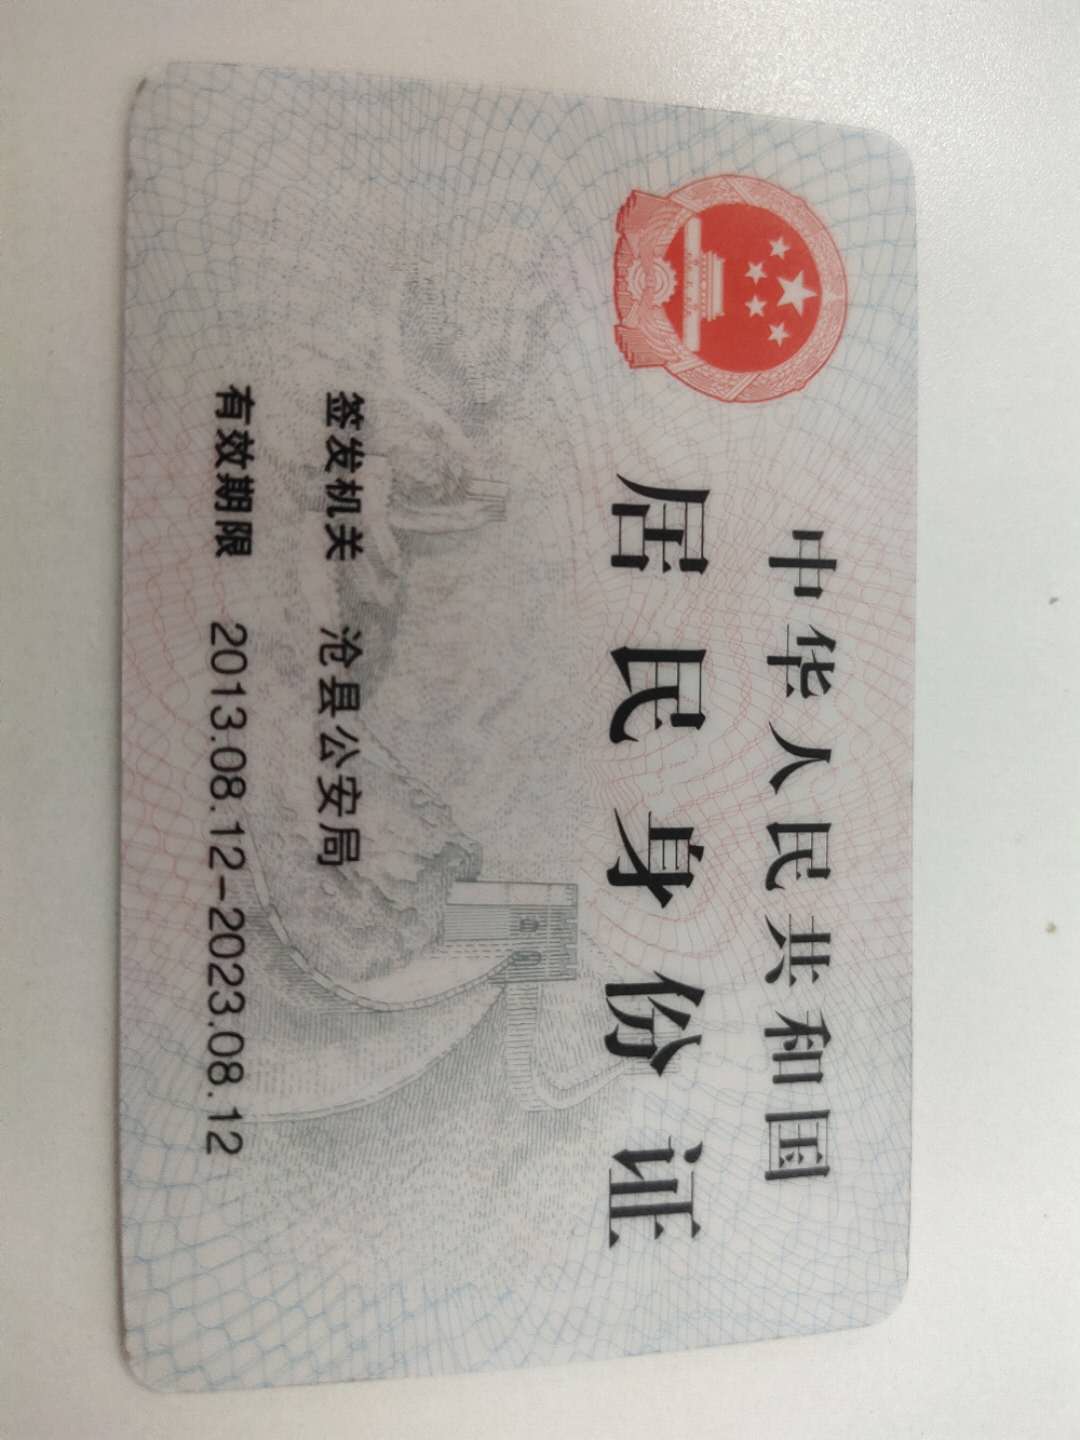 中华人民共和国
居民身份证
签发机关 沧县公安局
有效期限 2013.08.12-2023.08.12